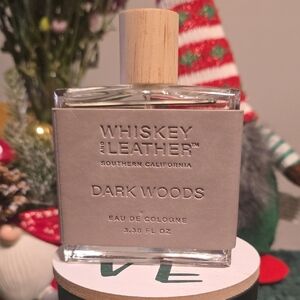 WHISKEY
AND LEATHER™
SOUTHERN CALIFORNIA
DARK WOODS
EAU DE COLOGNE
3.38 FL OZ
VE